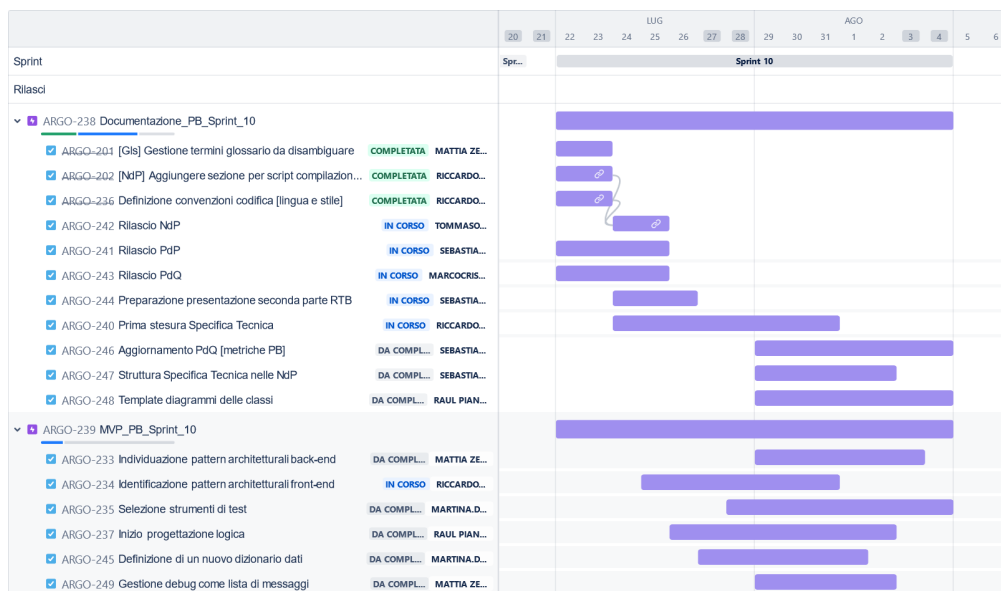 LUG AGO
20 21 22 23 24 25 26 27 28 29 30 31 1 2 3 4 5 6
Sprint Spr... Sprint 10
Rilasci
ARGO-238 Documentazione_PB_Sprint_10
ARGO-201 [Gls] Gestione termini glossario da disambiguare COMPLETATA MATTIA ZE...
ARGO-202 [NdP] Aggiungere sezione per script compilazion... COMPLETATA RICCARDO...
ARGO-236 Definizione convenzioni codifica [lingua e stile] COMPLETATA RICCARDO...
ARGO-242 Rilascio NdP IN CORSO TOMMASO...
ARGO-241 Rilascio PdP IN CORSO SEBASTIA...
ARGO-243 Rilascio PdQ IN CORSO MARCOCRIS...
ARGO-244 Preparazione presentazione seconda parte RTB IN CORSO SEBASTIA...
ARGO-240 Prima stesura Specifica Tecnica IN CORSO RICCARDO...
ARGO-246 Aggiornamento PdQ [metriche PB] DA COMPL... SEBASTIA...
ARGO-247 Struttura Specifica Tecnica nelle NdP DA COMPL... SEBASTIA...
ARGO-248 Template diagrammi delle classi DA COMPL... RAUL PIAN...
ARGO-239 MVP_PB_Sprint_10
ARGO-233 Individuazione pattern architetturali back-end DA COMPL... MATTIA ZE...
ARGO-234 Identificazione pattern architetturali front-end IN CORSO RICCARDO...
ARGO-235 Selezione strumenti di test DA COMPL... MARTINA.D...
ARGO-237 Inizio progettazione logica DA COMPL... RAUL PIAN...
ARGO-245 Definizione di un nuovo dizionario dati DA COMPL... MARTINA.D...
ARGO-249 Gestione debug come lista di messaggi DA COMPL... MATTIA ZE...